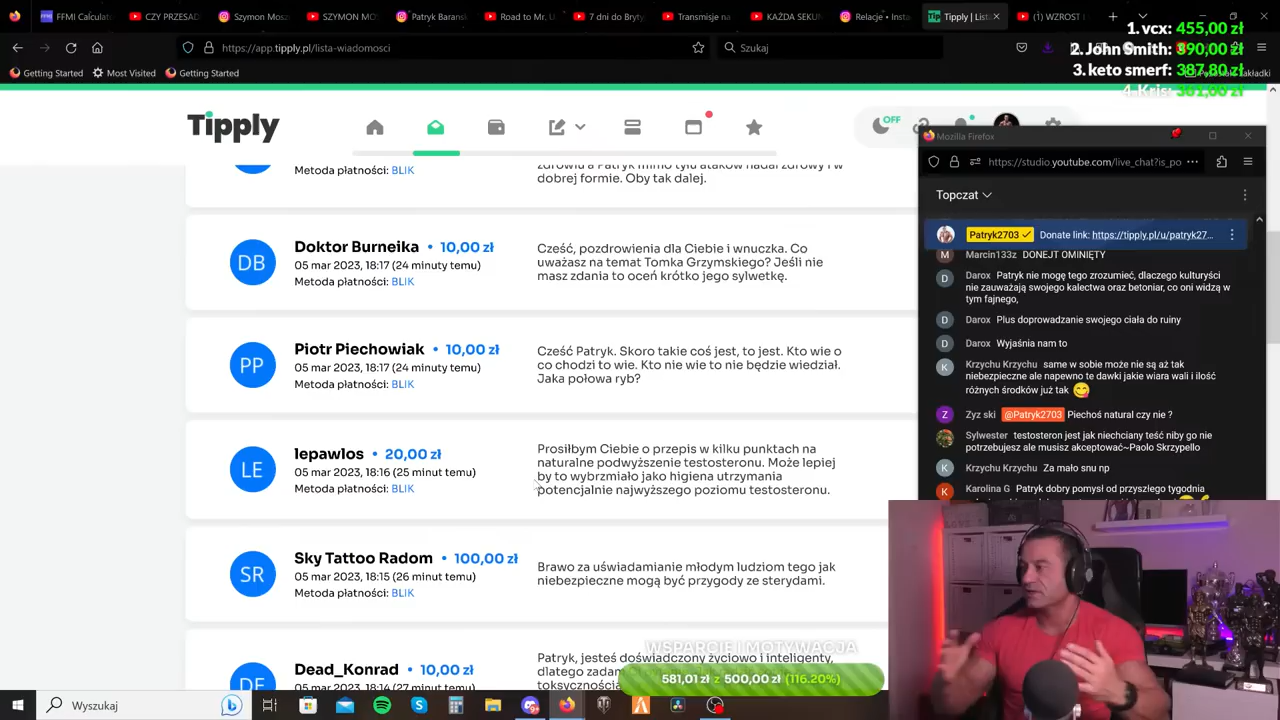 FFMI Calculat
CZY PRZESAD
Szymon Mosz
SZYMON MO
Patryk Barańsk
Road to Mr. U
7 dni do Bryty
Transmisje na
KAŻDA SEKUN
Relacje • Insta
Tipply | Lista
(1) WZROST I
https://app.tipply.pl/lista-wiadomosci
Szukaj
Getting Started
Most Visited
Getting Started
1. vcx: 455,00 zł
2. John Smith: 390,00 zł
3. keto smerf: 387,80 zł
4. Kris: 381,00 zł
Tipply
OFF
Metoda płatności: BLIK
zdrowiu a Patryk mimo tylu ataków nadal zdrowy i w
dobrej formie. Oby tak dalej.
DB
Doktor Burneika • 10,00 zł
05 mar 2023, 18:17 (24 minuty temu)
Metoda płatności: BLIK
Cześć, pozdrowienia dla Ciebie i wnuczka. Co
uważasz na temat Tomka Grzymskiego? Jeśli nie
masz zdania to oceń krótko jego sylwetkę.
PP
Piotr Piechowiak • 10,00 zł
05 mar 2023, 18:17 (24 minuty temu)
Metoda płatności: BLIK
Cześć Patryk. Skoro takie coś jest, to jest. Kto wie o
co chodzi to wie. Kto nie wie to nie będzie wiedział.
Jaka połowa ryb?
LE
lepawlos • 20,00 zł
05 mar 2023, 18:16 (25 minut temu)
Metoda płatności: BLIK
Prosiłbym Ciebie o przepis w kilku punktach na
naturalne podwyższenie testosteronu. Może lepiej
by to wybrzmiało jako higiena utrzymania
potencjalnie najwyższego poziomu testosteronu.
SR
Sky Tattoo Radom • 100,00 zł
05 mar 2023, 18:15 (26 minut temu)
Metoda płatności: BLIK
Brawo za uświadamianie młodym ludziom tego jak
niebezpieczne mogą być przygody ze sterydami.
Dead_Konrad • 10,00 zł
05 mar 2023, 18:14 (27 minut temu)
Patryk, jesteś doświadczony życiowo i inteligenty,
dlatego zadam
toksycznością
WSPARCIE I MOTYWACJA
581,01 zł z 500,00 zł (116.20%)
Mozilla Firefox
https://studio.youtube.com/live_chat?is_po
Topczat
Patryk2703 Donate link: https://tipply.pl/u/patryk27...
Marcin133z DONEJT OMINIĘTY
Darox Patryk nie mogę tego zrozumieć, dlaczego kulturyści
nie zauważają swojego kalectwa oraz betoniar, co oni widzą w
tym fajnego,
Darox Plus doprowadzanie swojego ciała do ruiny
Darox Wyjaśnia nam to
Krzychu Krzychu same w sobie może nie są aż tak
niebezpieczne ale napewno te dawki jakie wiara wali i ilość
różnych środków już tak
Zyz ski @Patryk2703 Piechoś natural czy nie ?
Sylwester testosteron jest jak niechciany teść niby go nie
potrzebujesz ale musisz akceptować~Paolo Skrzypello
Krzychu Krzychu Za mało snu np
Karolina G Patryk dobry pomysł od przyszłego tygodnia
Wyszukaj